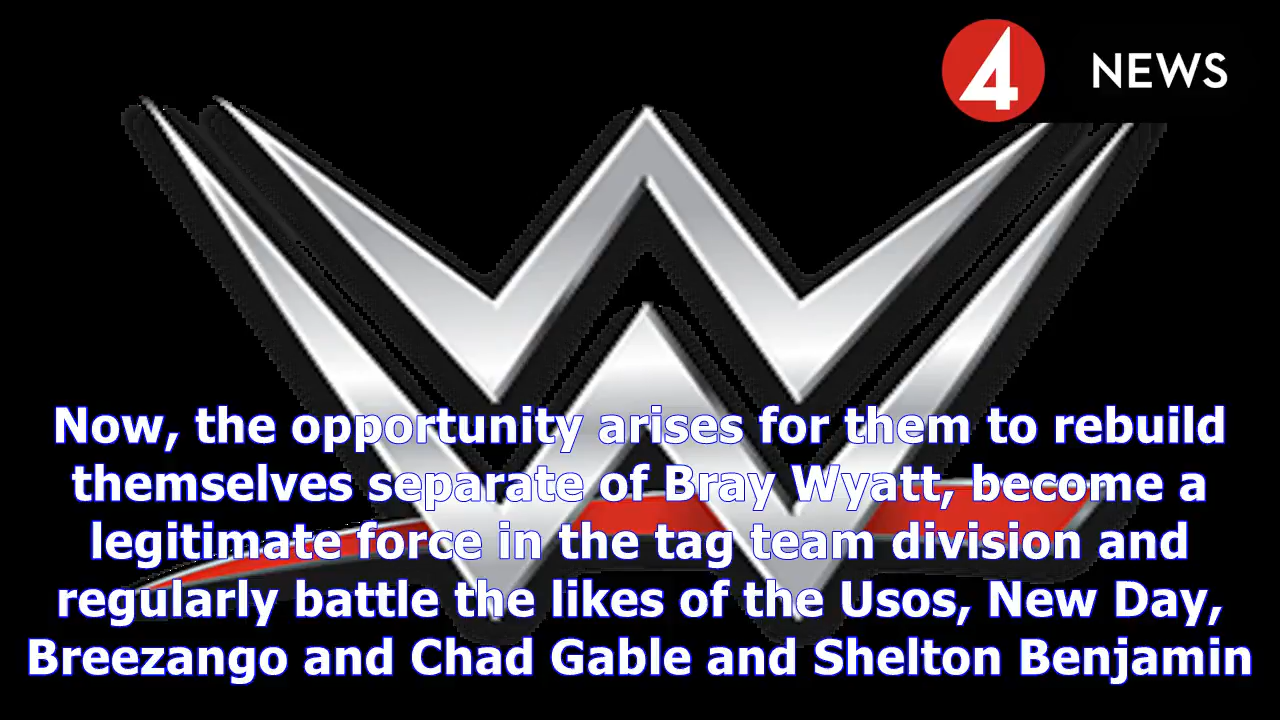 4 NEWS
Now, the opportunity arises for them to rebuild
themselves separate of Bray Wyatt, become a
legitimate force in the tag team division and
regularly battle the likes of the Usos, New Day,
Breezango and Chad Gable and Shelton Benjamin